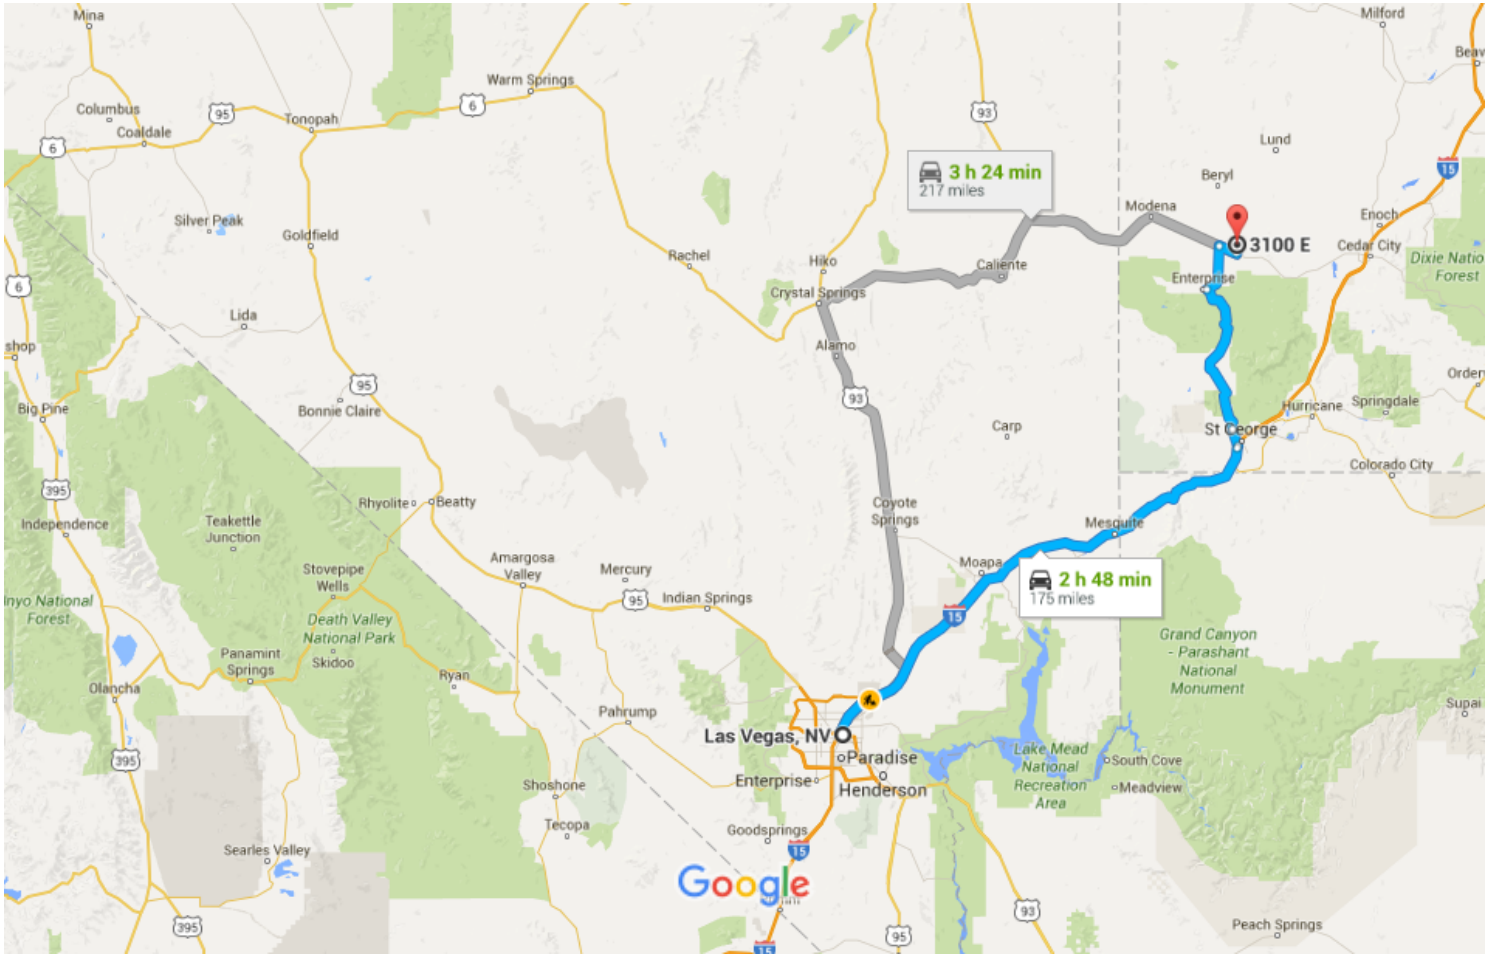 Mina
Milford
Beav
Warm Springs
6
Columbus
95
93
Coaldale
Tonopah
Lund
6
15
3 h 24 min
217 miles
Beryl
Modena
Silver Peak
Enoch
Goldfield
3100 E
Cedar City
Rachel
Hiko
Caliente
Dixie Natio
Forest
Enterprise
6
Crystal Springs
Lida
shop
Alamo
95
Ordery
93
Big Pine
Bonnie Claire
Hurricane
Springdale
Carp
St George
Colorado City
395
Rhyolite
Beatty
Coyote
Springs
Independence
Teakettle
Junction
Mesquite
Amargosa
Valley
Moapa
Stovepipe
Wells
Mercury
2 h 48 min
175 miles
nyo National
Forest
95
Indian Springs
15
Death Valley
National Park
Grand Canyon
- Parashant
National
Monument
Panamint
Springs
Skidoo
Ryan
Olancha
Pahrump
Supai
Las Vegas, NV
Paradise
Lake Mead
National
Recreation
Area
395
South Cove
Enterprise
Henderson
Meadview
Shoshone
Tecopa
Goodsprings
Searles Valley
15
Google
93
395
95
Peach Springs
15